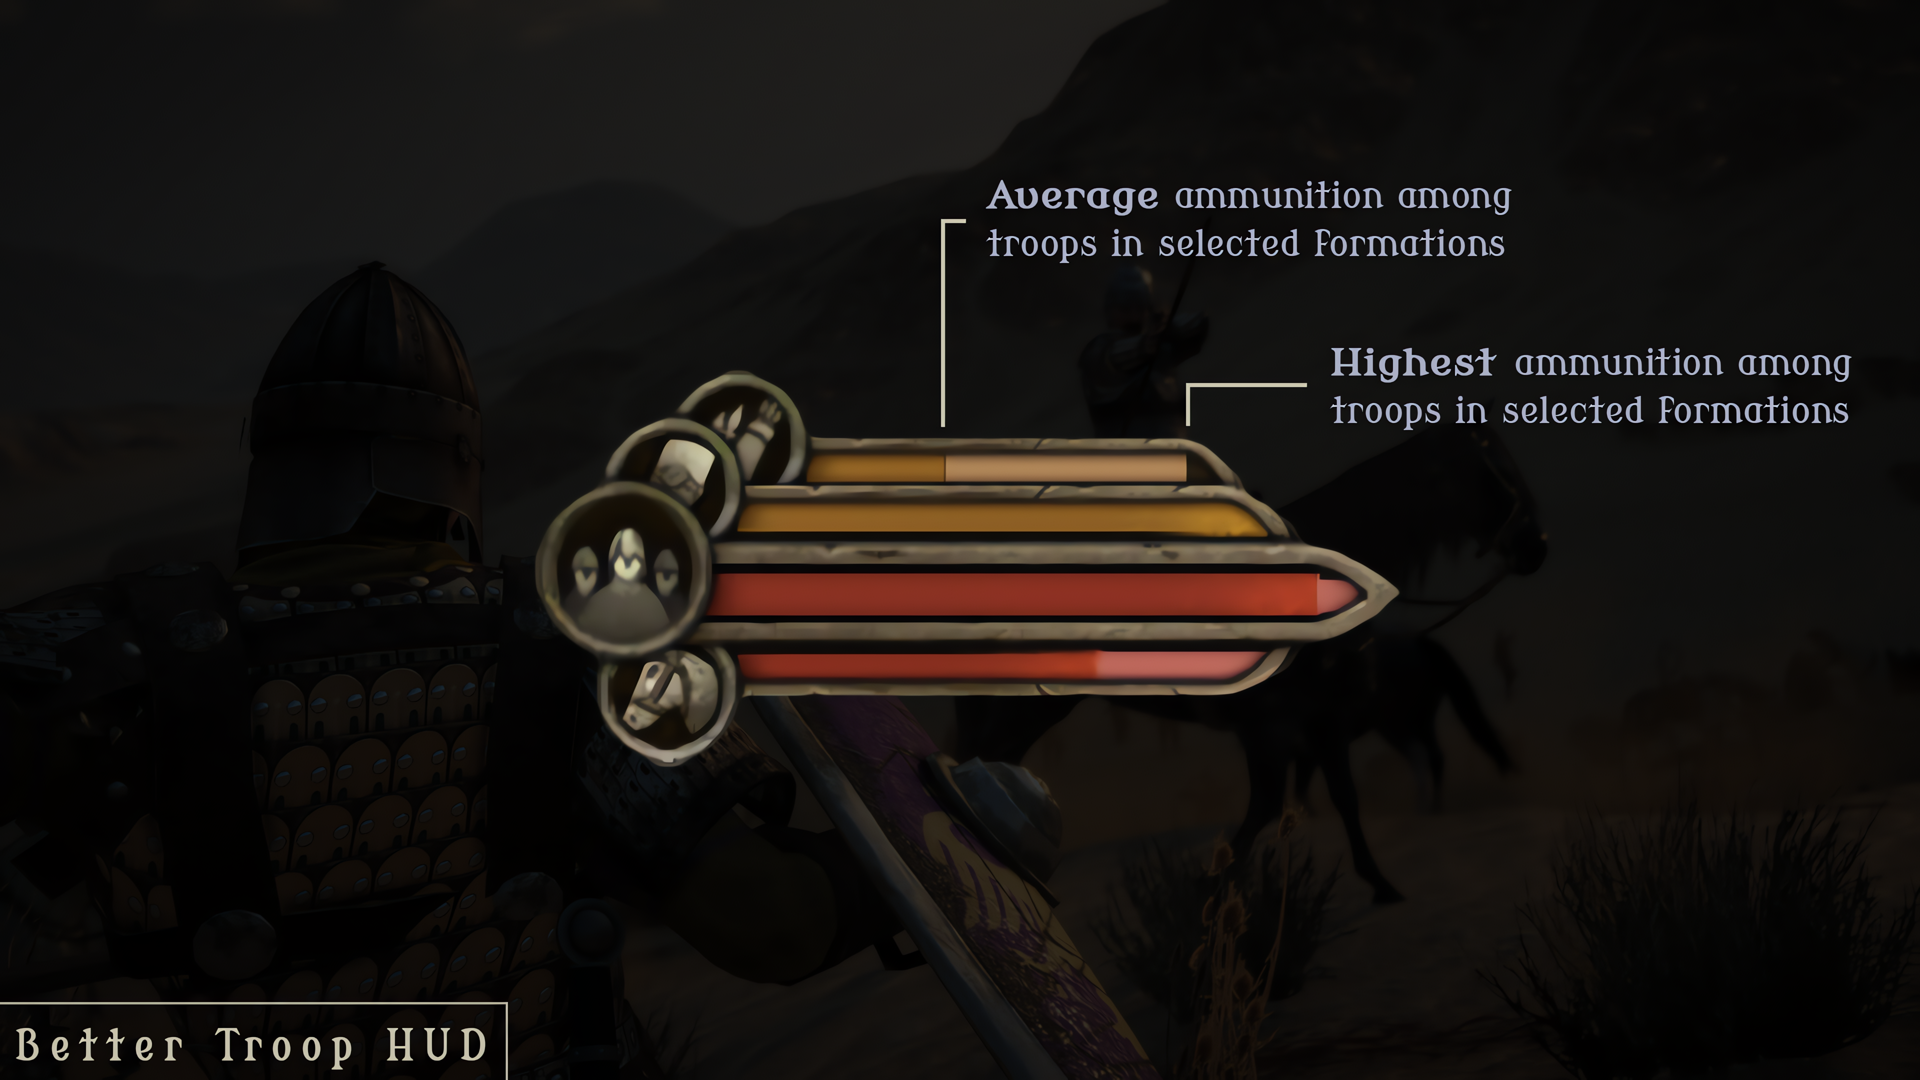 Average ammunition among
troops in selected Formations
Highest ammunition among
troops in selected Formations
Better Troop HUD